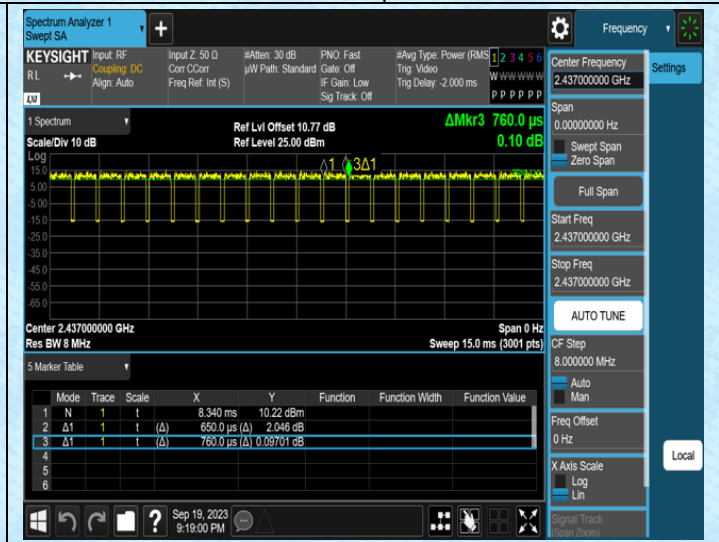 Spectrum Analyzer 1
Swept SA
Frequency
KEYSIGHT
RL
LXI
Input: RF
Coupling: DC
Align: Auto
Input Z: 50 Ω
Corr CCorr
Freq Ref: Int (S)
#Atten: 30 dB
µW Path: Standard
PNO: Fast
Gate: Off
IF Gain: Low
Sig Track: Off
#Avg Type: Power (RMS
Trig: Video
Trig Delay: -2.000 ms
1 2 3 4 5 6
W W W W W W
P P P P P P
Center Frequency
2.437000000 GHz
Settings
1 Spectrum
Scale/Div 10 dB
Ref Lvl Offset 10.77 dB
Ref Level 25.00 dBm
ΔMkr3 760.0 µs
0.10 dB
Span
0.00000000 Hz
Swept Span
Zero Span
Full Span
Log
15.0
5.00
-5.00
-15.0
-25.0
-35.0
-45.0
-55.0
-65.0
1
3Δ1
Start Freq
2.437000000 GHz
Stop Freq
2.437000000 GHz
AUTO TUNE
Center 2.437000000 GHz
Res BW 8 MHz
Span 0 Hz
Sweep 15.0 ms (3001 pts)
CF Step
8.000000 MHz
Auto
Man
5 Marker Table
Mode Trace Scale X Y Function Function Width Function Value
1 N 1 t 8.340 ms 10.22 dBm
2 Δ1 1 t (Δ) 650.0 µs (Δ) 2.046 dB
3 Δ1 1 t (Δ) 760.0 µs (Δ) 0.09701 dB
4
5
6
Freq Offset
0 Hz
Local
X Axis Scale
Log
Lin
Signal Track
(Span Zoom)
?
Sep 19, 2023
9:19:00 PM